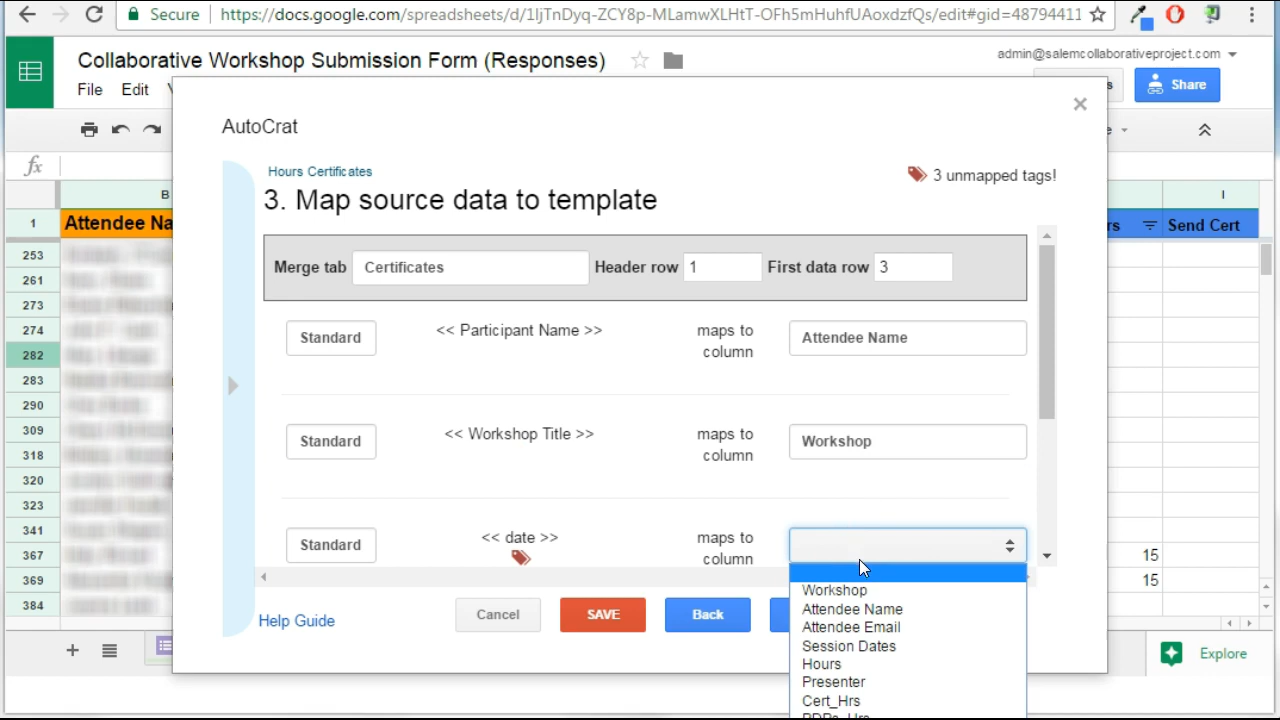 Secure
https://docs.google.com/spreadsheets/d/1ljTnDyq-ZCY8p-MLamwXLHtT-OFh5mHuhfUAoxdzfQs/edit#gid=48794411
Collaborative Workshop Submission Form (Responses)
admin@salemcollaborativeproject.com
File Edit
Share
fx
B
I
1 Attendee Na
rs
Send Cert
AutoCrat
Hours Certificates
3 unmapped tags!
3. Map source data to template
Merge tab Certificates Header row 1 First data row 3
Standard << Participant Name >> maps to column Attendee Name
Standard << Workshop Title >> maps to column Workshop
Standard << date >> maps to column
Workshop
Attendee Name
Attendee Email
Session Dates
Hours
Presenter
Cert_Hrs
Cancel SAVE Back
Help Guide
253
261
273
274
282
283
290
309
318
320
323
341
367 15
369 15
384
Explore